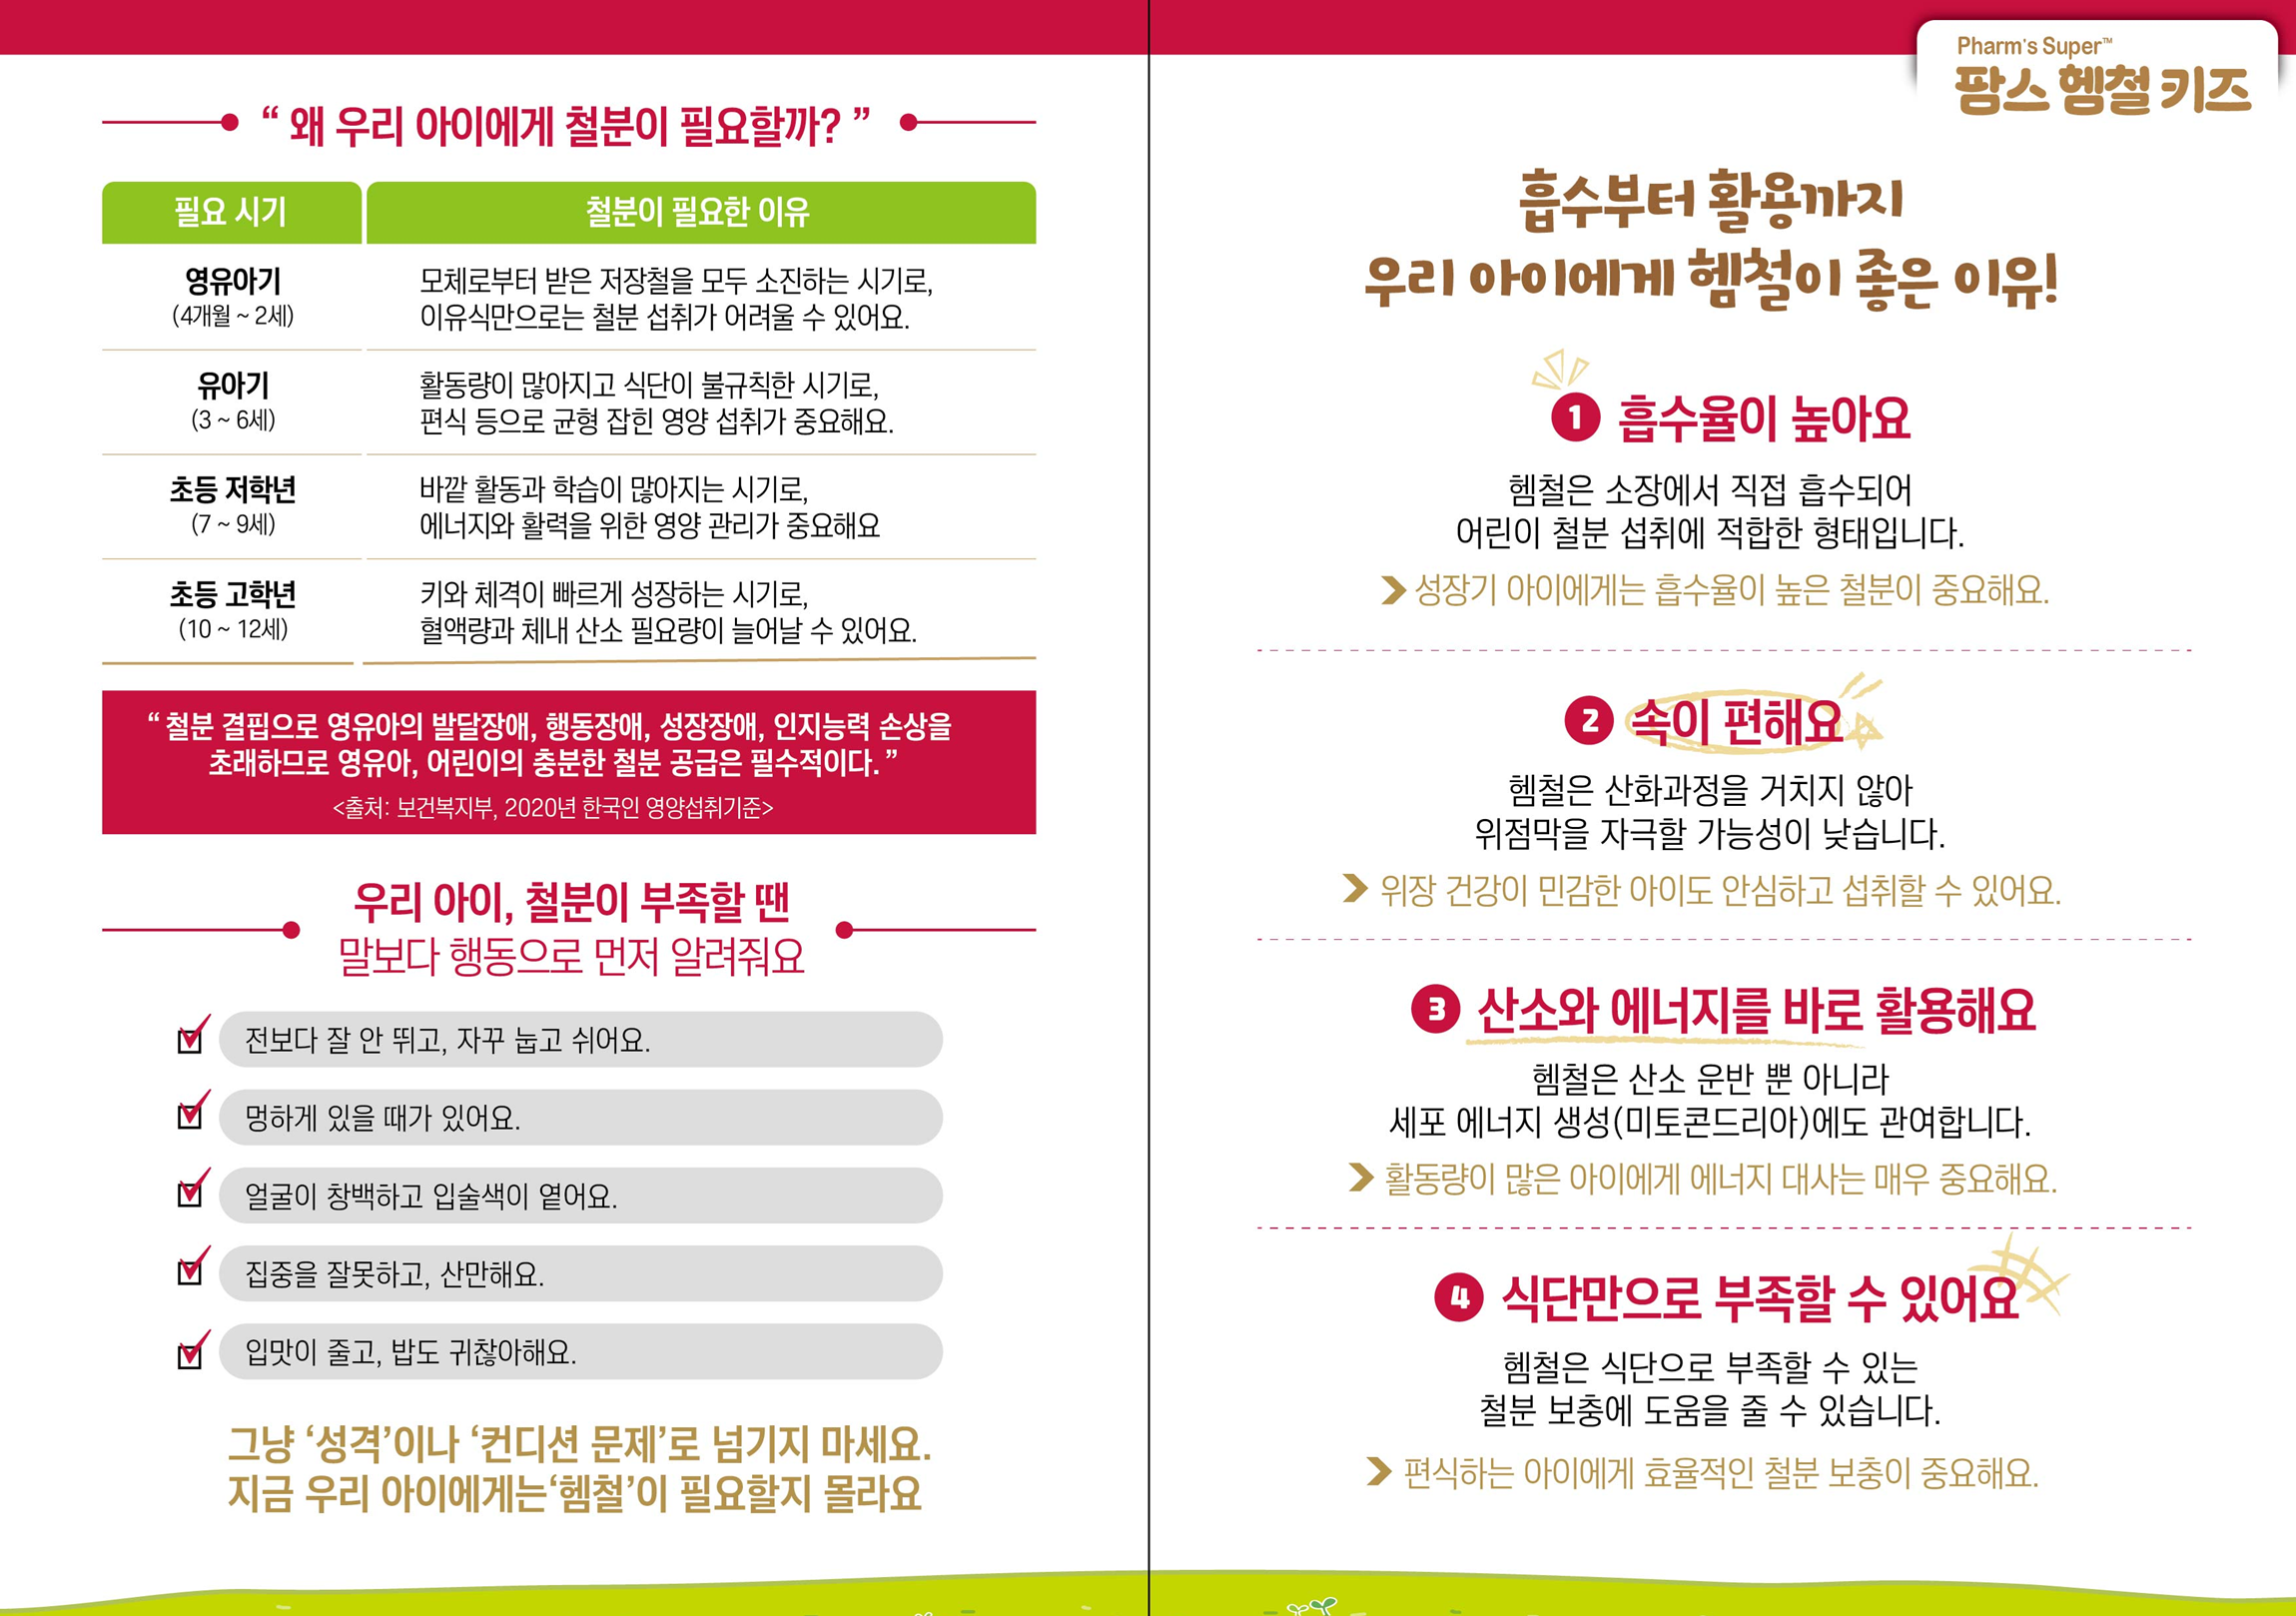 “ 왜 우리 아이에게 철분이 필요할까? ”
필요 시기
철분이 필요한 이유
영유아기
(4개월 ~ 2세)
모체로부터 받은 저장철을 모두 소진하는 시기로,
이유식만으로는 철분 섭취가 어려울 수 있어요.
유아기
(3 ~ 6세)
활동량이 많아지고 식단이 불규칙한 시기로,
편식 등으로 균형 잡힌 영양 섭취가 중요해요.
초등 저학년
(7 ~ 9세)
바깥 활동과 학습이 많아지는 시기로,
에너지와 활력을 위한 영양 관리가 중요해요
초등 고학년
(10 ~ 12세)
키와 체격이 빠르게 성장하는 시기로,
혈액량과 체내 산소 필요량이 늘어날 수 있어요.
“ 철분 결핍으로 영유아의 발달장애, 행동장애, 성장장애, 인지능력 손상을
초래하므로 영유아, 어린이의 충분한 철분 공급은 필수적이다. ”
<출처: 보건복지부, 2020년 한국인 영양섭취기준>
우리 아이, 철분이 부족할 땐
말보다 행동으로 먼저 알려줘요
전보다 잘 안 뛰고, 자꾸 눕고 쉬어요.
멍하게 있을 때가 있어요.
얼굴이 창백하고 입술색이 옅어요.
집중을 잘못하고, 산만해요.
입맛이 줄고, 밥도 귀찮아해요.
그냥 ‘성격’이나 ‘컨디션 문제’로 넘기지 마세요.
지금 우리 아이에게는‘헴철’이 필요할지 몰라요
Pharm's Super™
팜스 헴철 키즈
흡수부터 활용까지
우리 아이에게 헴철이 좋은 이유!
1 흡수율이 높아요
헴철은 소장에서 직접 흡수되어
어린이 철분 섭취에 적합한 형태입니다.
성장기 아이에게는 흡수율이 높은 철분이 중요해요.
2 속이 편해요
헴철은 산화과정을 거치지 않아
위점막을 자극할 가능성이 낮습니다.
위장 건강이 민감한 아이도 안심하고 섭취할 수 있어요.
3 산소와 에너지를 바로 활용해요
헴철은 산소 운반 뿐 아니라
세포 에너지 생성(미토콘드리아)에도 관여합니다.
활동량이 많은 아이에게 에너지 대사는 매우 중요해요.
4 식단만으로 부족할 수 있어요
헴철은 식단으로 부족할 수 있는
철분 보충에 도움을 줄 수 있습니다.
편식하는 아이에게 효율적인 철분 보충이 중요해요.